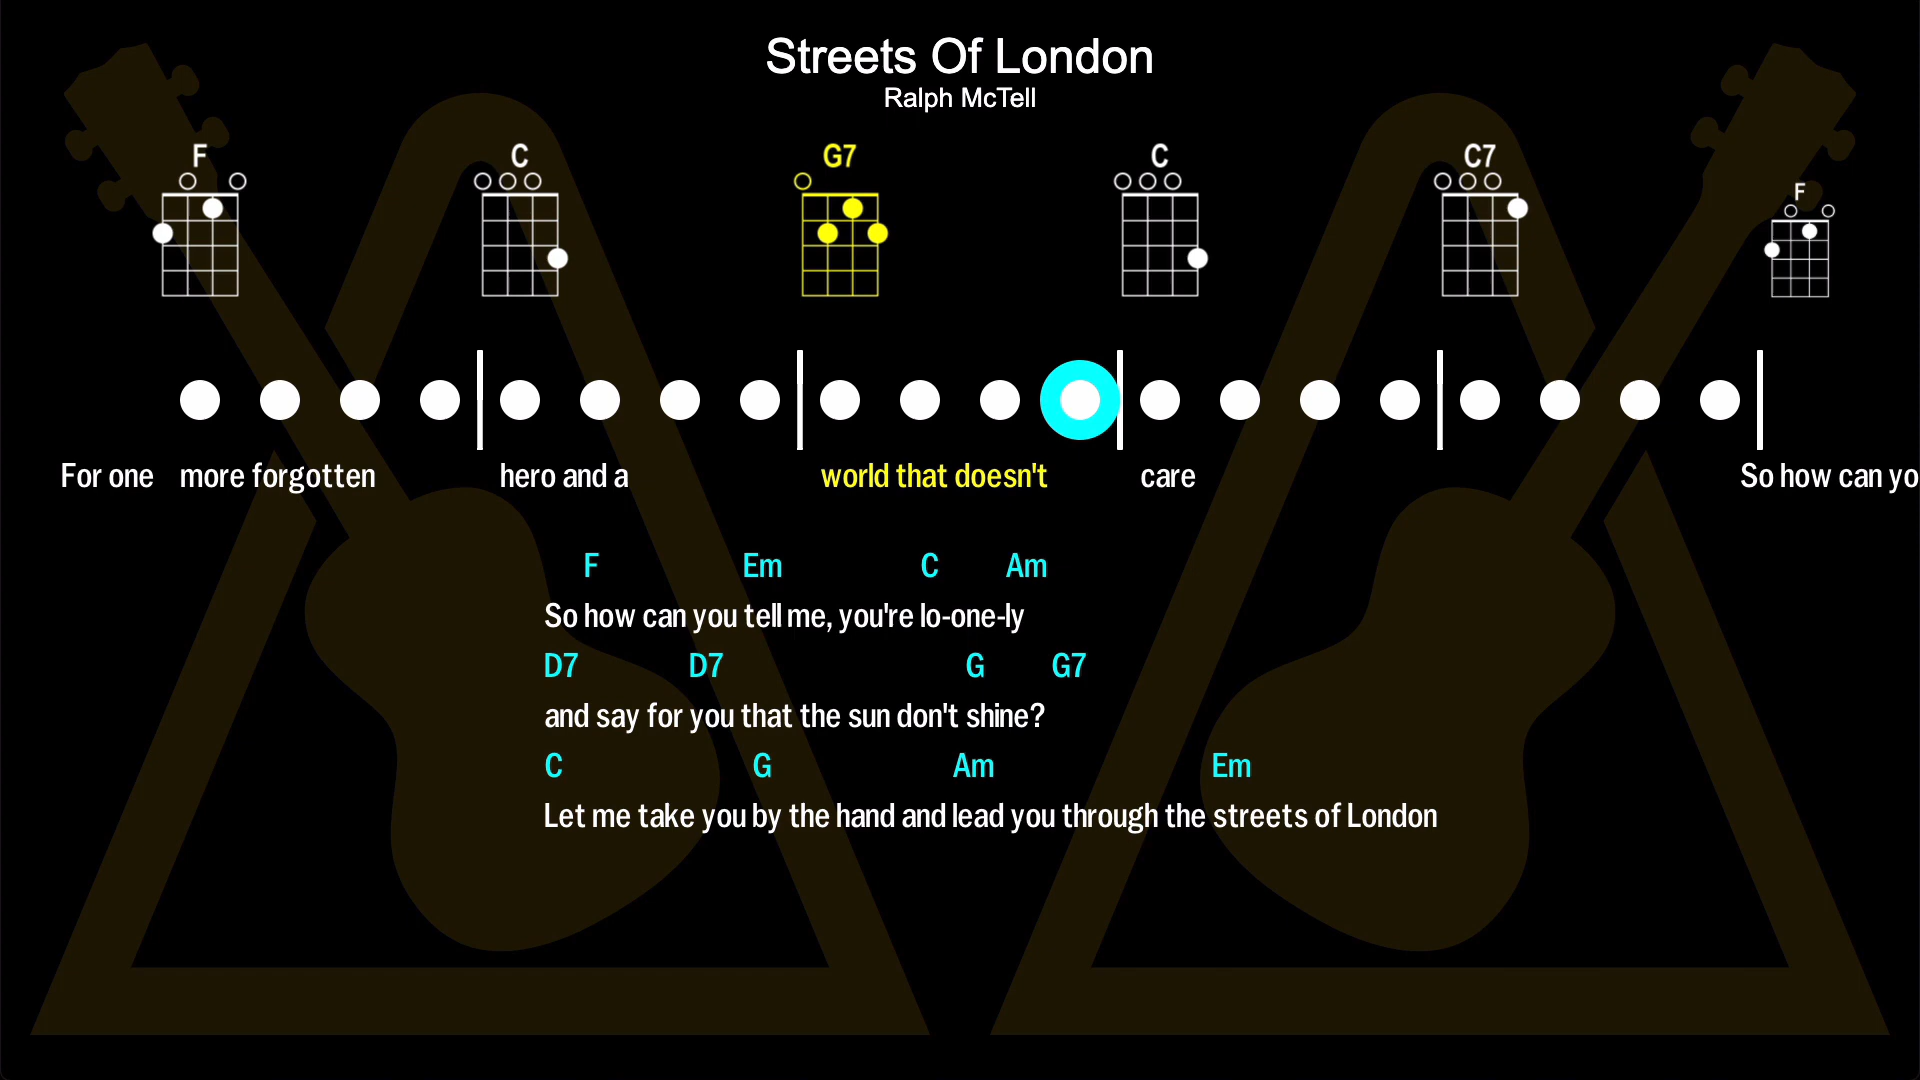 Streets Of London
Ralph McTell
F C G7 C C7 F
For one more forgotten hero and a world that doesn't care So how can yo
F Em C Am
So how can you tell me, you're lo-one-ly
D7 D7 G G7
and say for you that the sun don't shine?
C G Am Em
Let me take you by the hand and lead you through the streets of London